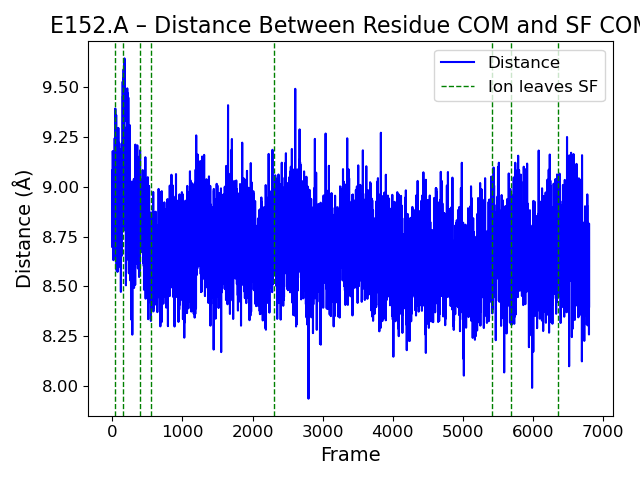 E152.A – Distance Between Residue COM and SF COM
Distance
Ion leaves SF
Distance (Å)
9.50
9.25
9.00
8.75
8.50
8.25
8.00
0 1000 2000 3000 4000 5000 6000 7000
Frame